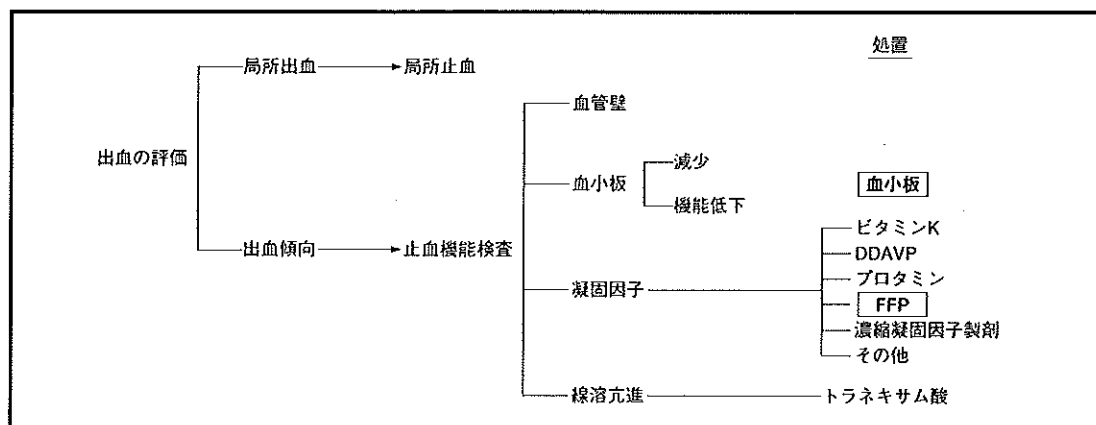 処置
局所出血
局所止血
血管壁
出血の評価
減少
血小板
血小板
機能低下
出血傾向
止血機能検査
ビタミンK
DDAVP
プロタミン
凝固因子
FFP
濃縮凝固因子製剤
その他
線溶亢進
トラネキサム酸